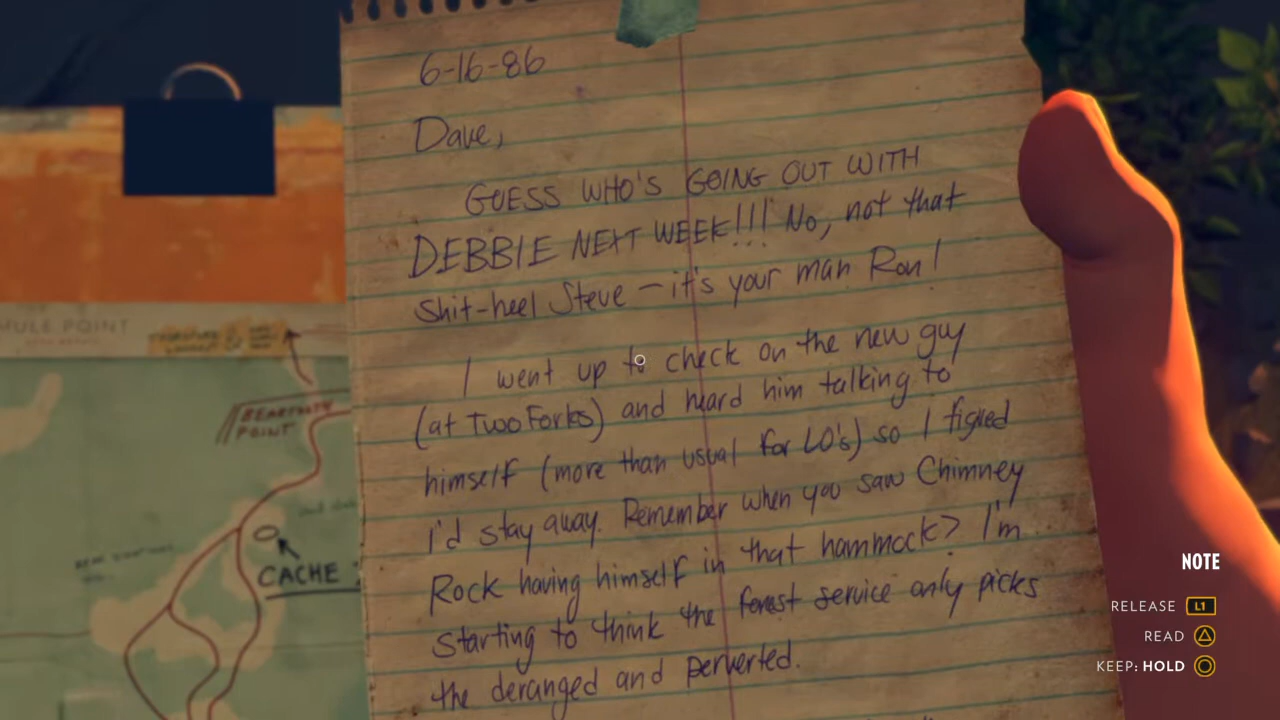 6-16-86
Dave,
GUESS WHO'S GOING OUT WITH
DEBBIE NEXT WEEK!!! No, not that
shit-heel Steve - it's your man Ron!
I went up to check on the new guy
(at Two Forks) and heard him talking to
himself (more than usual for LO's) so I figred
I'd stay away. Remember when you saw Chimney
Rock having himself in that hammock? I'm
starting to think the forest service only picks
the deranged and perverted.
MULE POINT
BEARTOOTH
POINT
CACHE
NOTE
RELEASE L1
READ
KEEP: HOLD